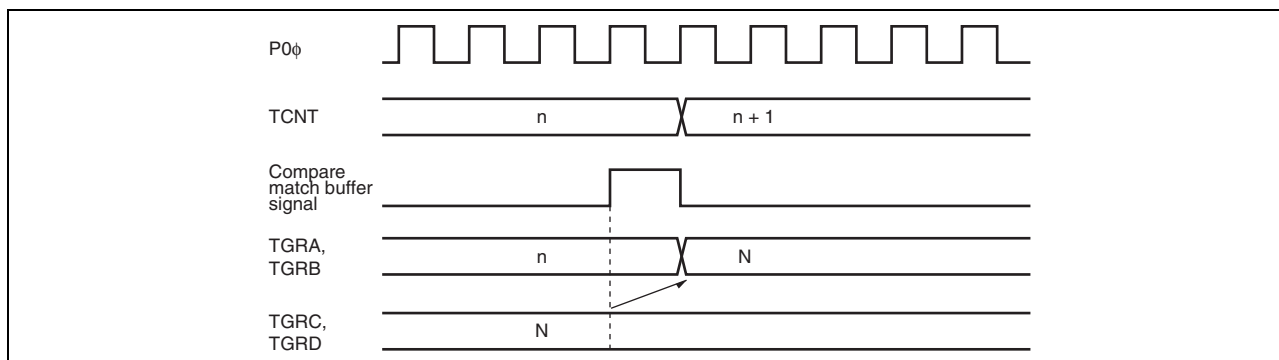 P0ϕ
TCNT
n
n + 1
Compare
match buffer
signal
TGRA,
TGRB
n
N
TGRC,
TGRD
N